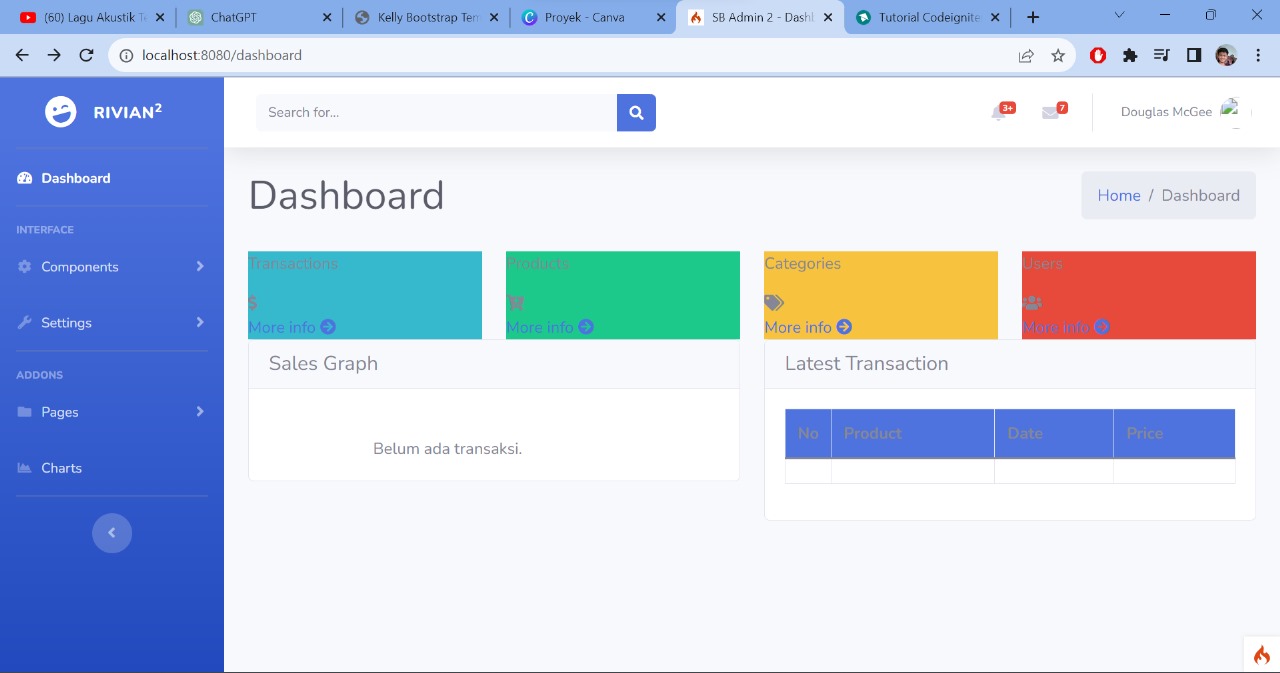 (60) Lagu Akustik T
ChatGPT
Kelly Bootstrap Tem
Proyek - Canva
SB Admin 2 - Dashl
Tutorial Codeignite
localhost:8080/dashboard
RIVIAN2
Search for...
3+
7
Douglas McGee
Dashboard
Dashboard
Home / Dashboard
INTERFACE
Components
Settings
ADDONS
Pages
Charts
Transactions
$
More info
Products
More info
Categories
More info
Users
More info
Sales Graph
Belum ada transaksi.
Latest Transaction
No Product Date Price